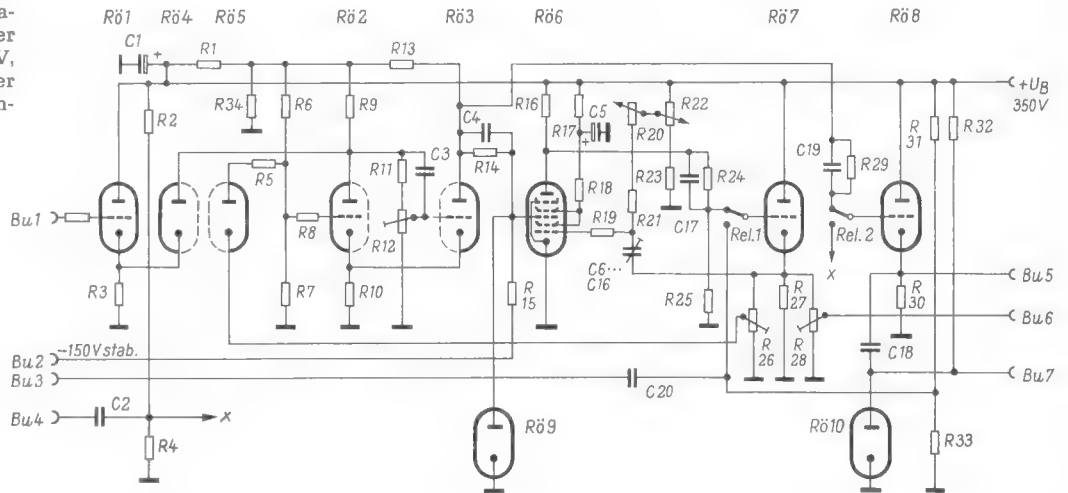 a-
er
V,
er
n-
Rö1 Rö4 Rö5 Rö2 Rö3 Rö6 Rö7 Rö8
C1 + R1 R13
+UB
350V
R2 R34 R6 R9 C4 R16 R17 C5 + R20 R22 R31 R32
R5 R11 C3 R14 R18 R23 C17 R24 C19 R29
Bu1 R8 R12 R19 R21 Rel.1 Rel.2
C6...
C16
x
R3 R7 R10 R15 R25 R27 R30 Bu5
R26 R28 C18 Bu6
Bu2 -150V stab.
Bu3 C20 Bu7
Bu4 C2 x
R4 Rö9 Rö10 R33